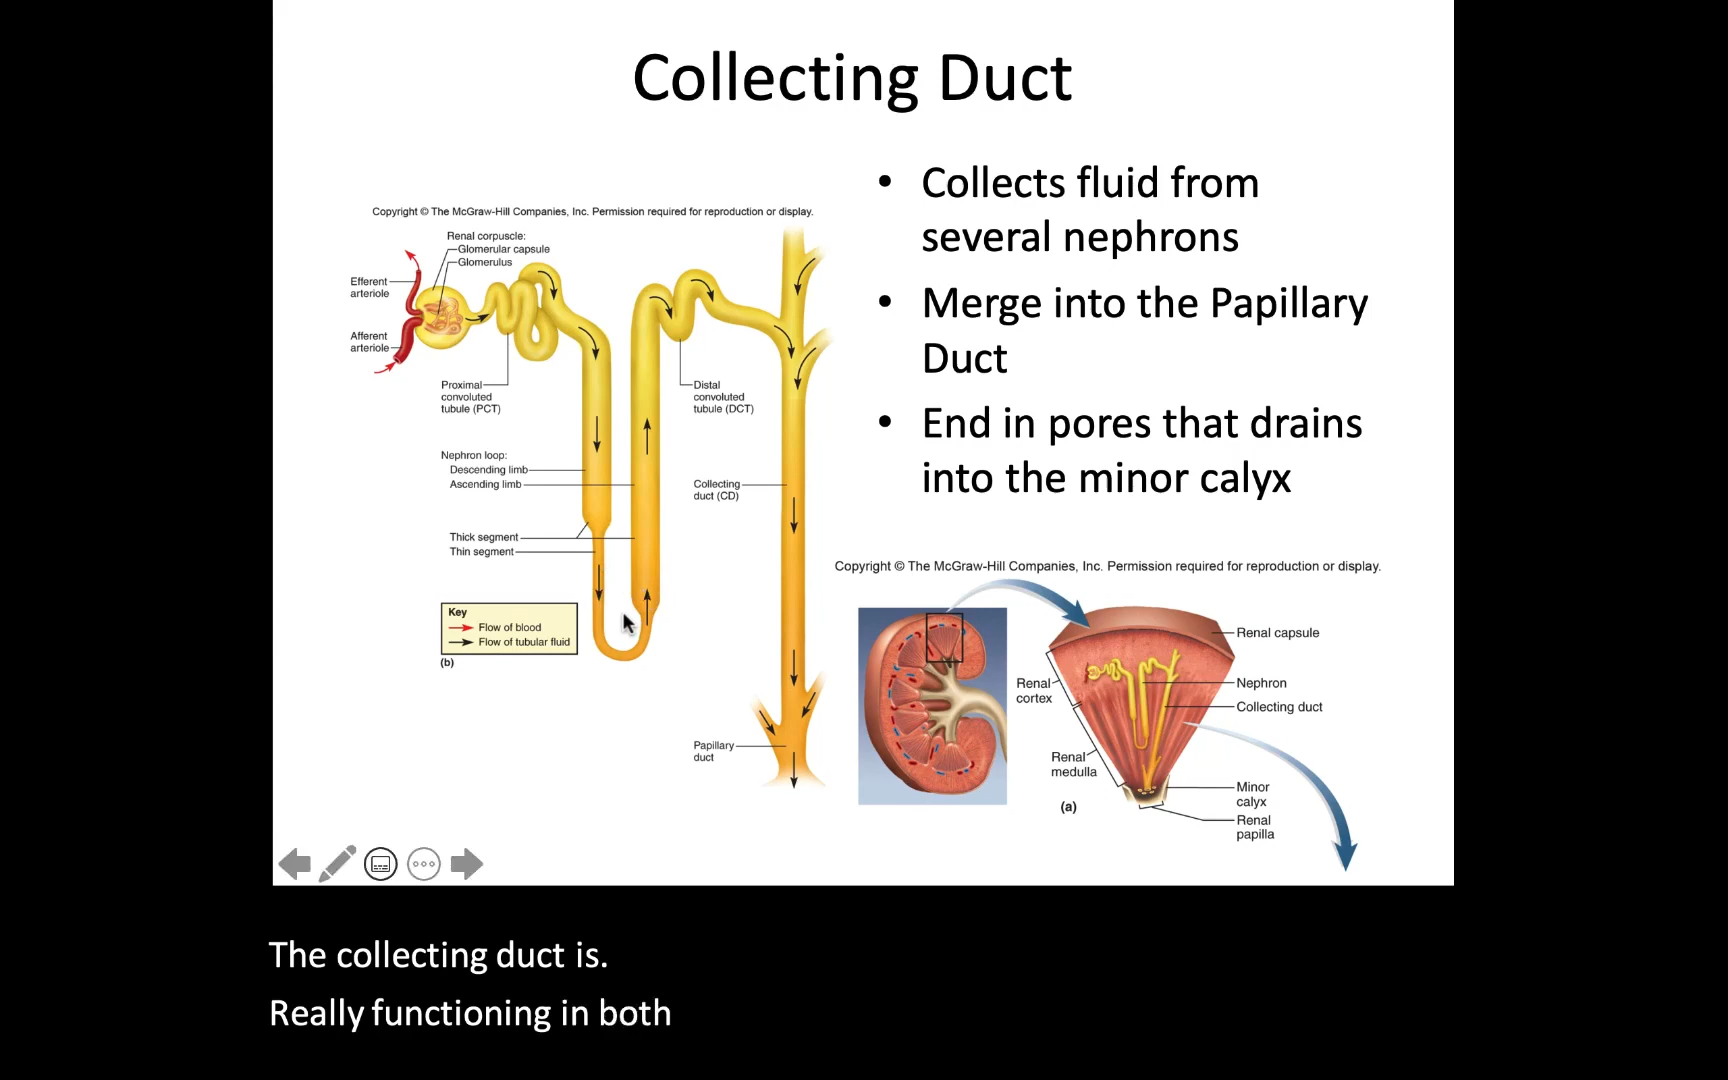 Collecting Duct
• Collects fluid from
several nephrons
• Merge into the Papillary
Duct
• End in pores that drains
into the minor calyx
Copyright © The McGraw-Hill Companies, Inc. Permission required for reproduction or display.
Renal corpuscle:
Glomerular capsule
Glomerulus
Efferent
arteriole
Afferent
arteriole
Proximal
convoluted
tubule (PCT)
Distal
convoluted
tubule (DCT)
Nephron loop:
Descending limb
Ascending limb
Collecting
duct (CD)
Thick segment
Thin segment
Key
Flow of blood
Flow of tubular fluid
(b)
Papillary
duct
Copyright © The McGraw-Hill Companies, Inc. Permission required for reproduction or display.
Renal capsule
Renal
cortex
Nephron
Collecting duct
Renal
medulla
Minor
calyx
(a)
Renal
papilla
The collecting duct is.
Really functioning in both